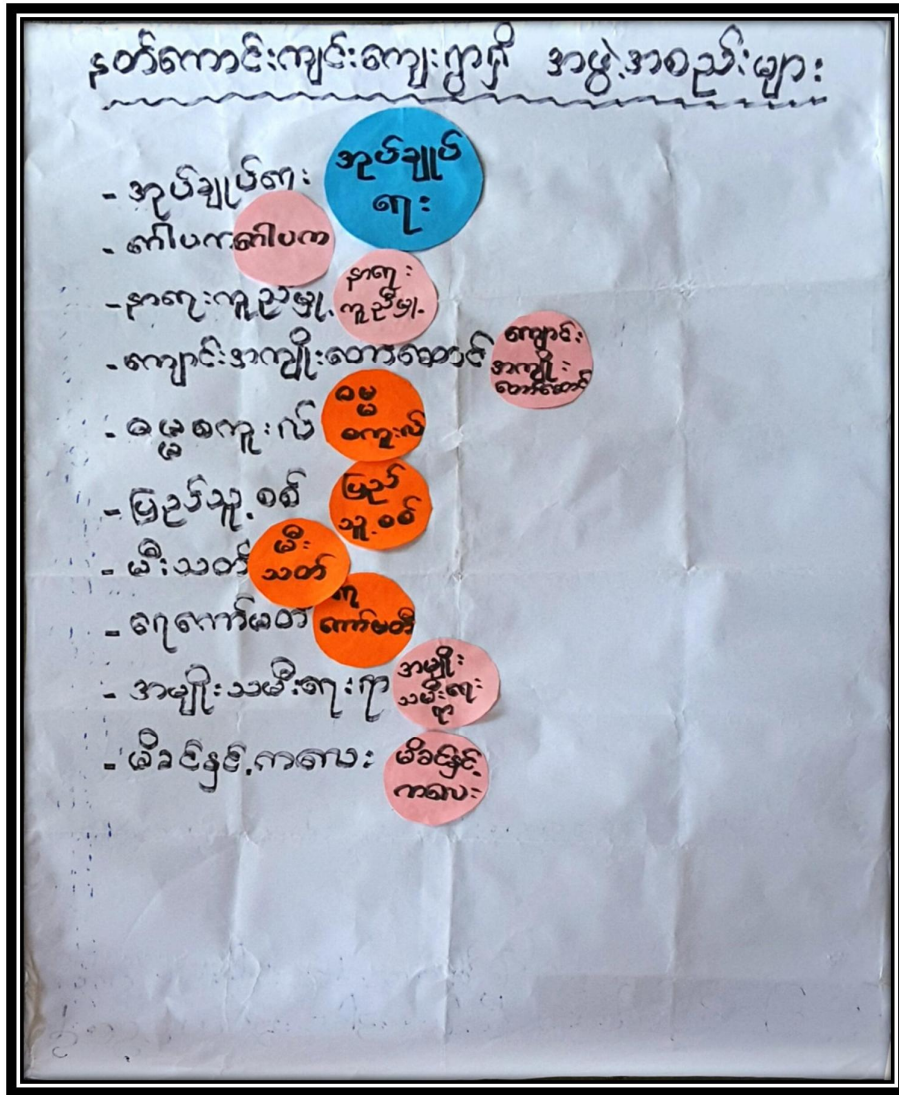 နတ်ကောင်းကျင်းကျေးရွာရှိ အဖွဲ့အစည်းများ
- အုပ်ချုပ်ရေး
အုပ်ချုပ်
ရေး
- ဂေါပက
ဂေါပက
- နာရေးကူညီမှု
နာရေး
ကူညီမှု
- ကျောင်းအကျိုးတော်ဆောင်
ကျောင်း
အကျိုး
တော်ဆောင်
- ဓမ္မစကူးလ်
ဓမ္မ
စကူးလ်
- ပြည်သူ့စစ်
ပြည်
သူ့စစ်
- မီးသတ်
မီး
သတ်
- ရေကော်မတီ
ရေ
ကော်မတီ
- အမျိုးသမီးရေးရာ
အမျိုး
သမီးရေး
ရာ
- မိခင်နှင့်ကလေး
မိခင်နှင့်
ကလေး